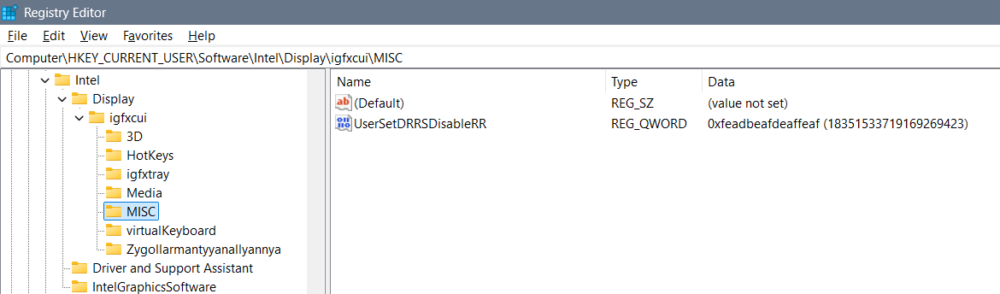 Registry Editor
File Edit View Favorites Help
Computer\HKEY_CURRENT_USER\Software\Intel\Display\igfxcui\MISC
Intel
Display
igfxcui
3D
HotKeys
igfxtray
Media
MISC
virtualKeyboard
Zygollarmantyyanallyannya
Driver and Support Assistant
IntelGraphicsSoftware
Name Type Data
(Default) REG_SZ (value not set)
UserSetDRRSDisableRR REG_QWORD 0xfeadbeafdeaffeaf (18351533719169269423)